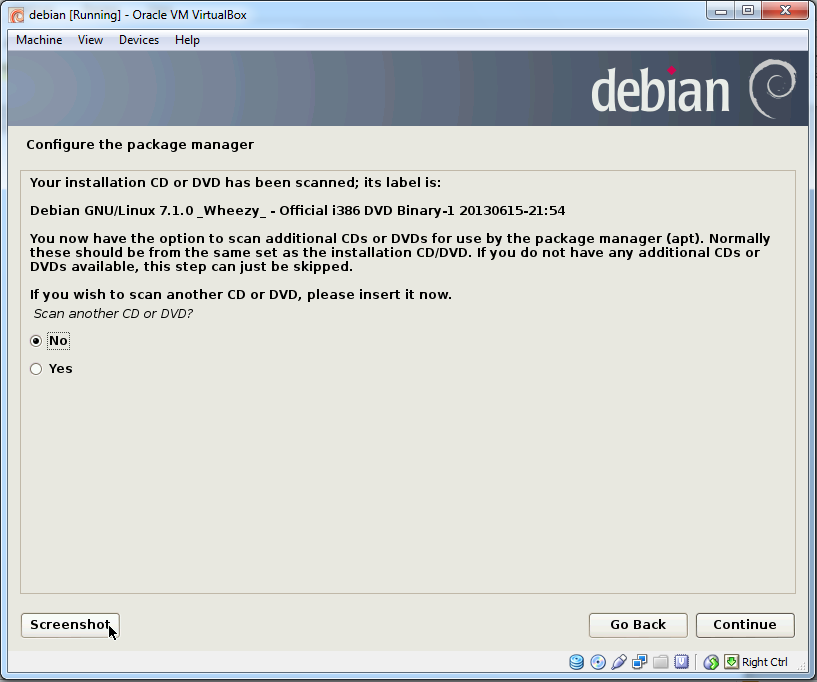 debian [Running] - Oracle VM VirtualBox
Machine View Devices Help
debian
Configure the package manager
Your installation CD or DVD has been scanned; its label is:
Debian GNU/Linux 7.1.0 _Wheezy_ - Official i386 DVD Binary-1 20130615-21:54
You now have the option to scan additional CDs or DVDs for use by the package manager (apt). Normally
these should be from the same set as the installation CD/DVD. If you do not have any additional CDs or
DVDs available, this step can just be skipped.
If you wish to scan another CD or DVD, please insert it now.
Scan another CD or DVD?
No
Yes
Screenshot Go Back Continue
Right Ctrl